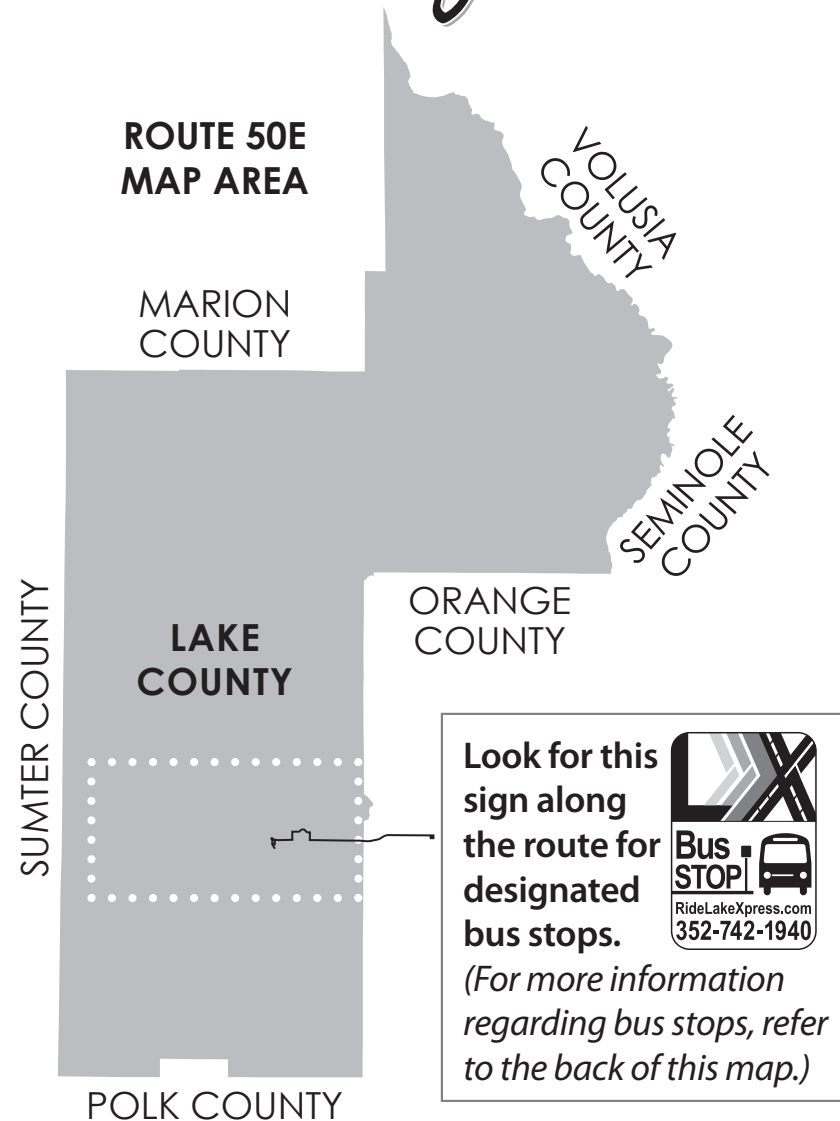 ROUTE 50E
MAP AREA
VOLUSIA
COUNTY
MARION
COUNTY
SEMINOLE
COUNTY
ORANGE
COUNTY
SUMTER COUNTY
LAKE
COUNTY
Look for this
sign along
the route for
designated
bus stops.
(For more information
regarding bus stops, refer
to the back of this map.)
LX
Bus
STOP
RideLakeXpress.com
352-742-1940
POLK COUNTY